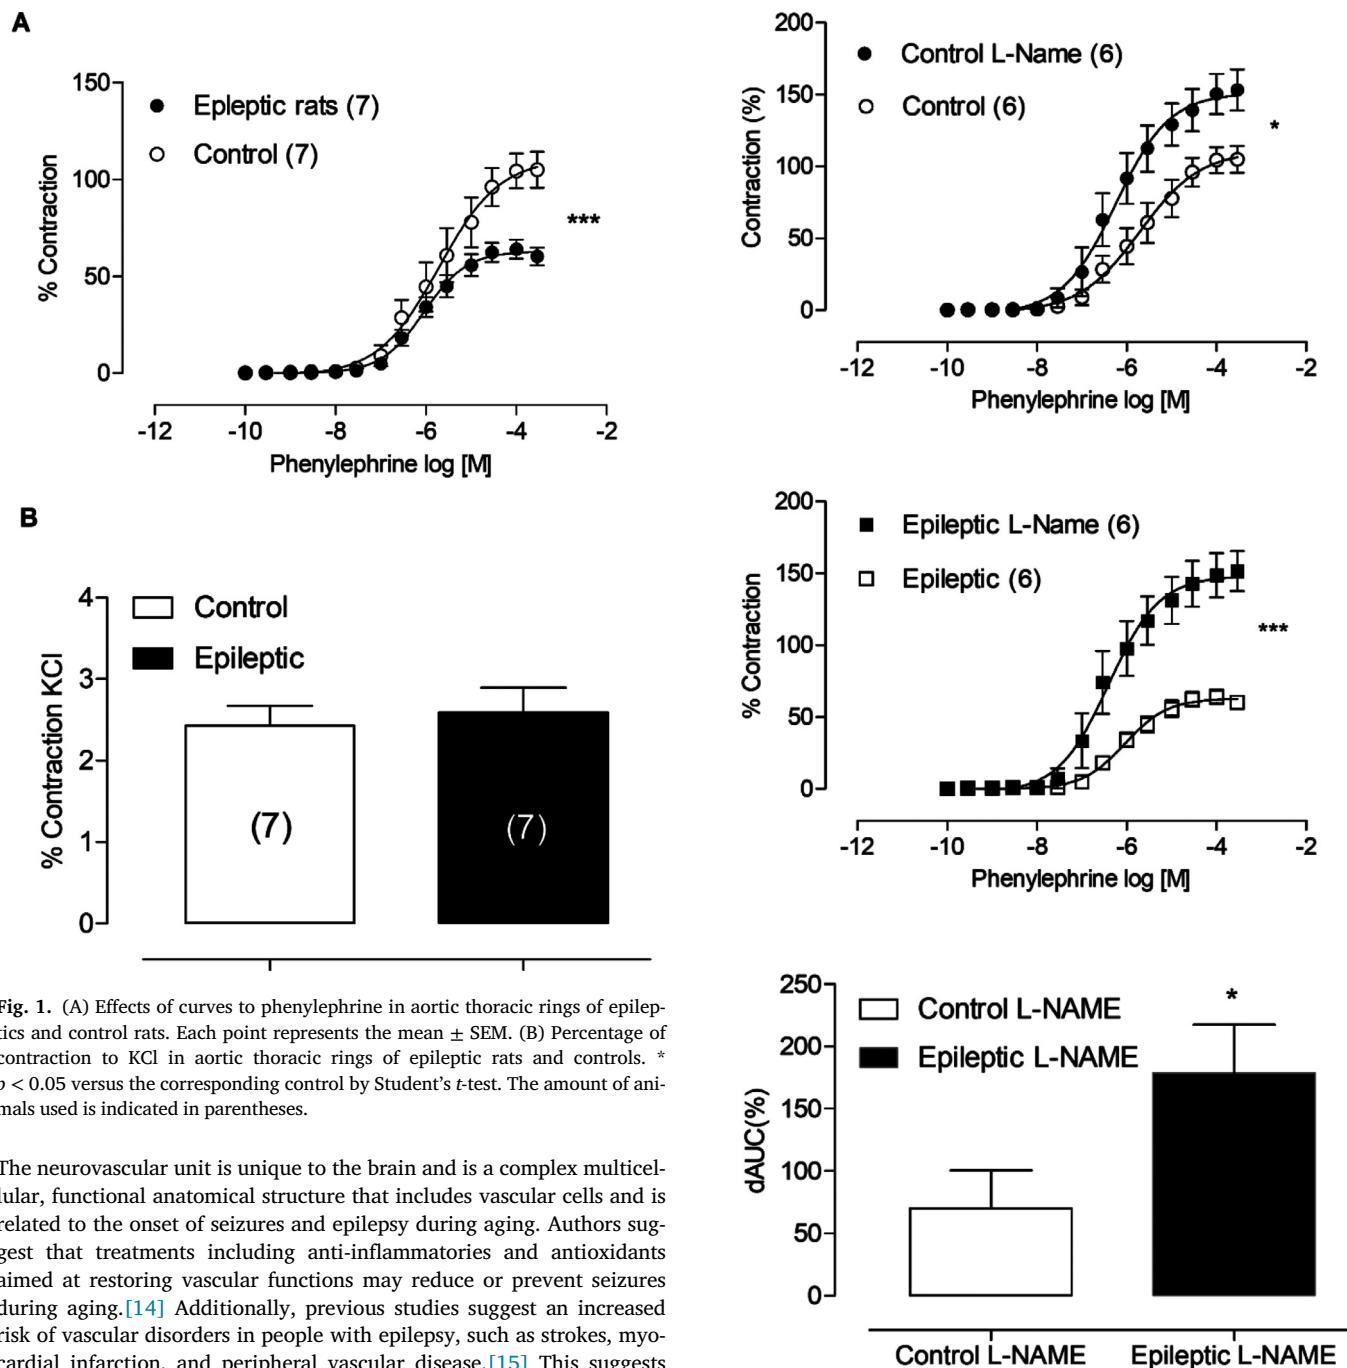 A
150
100
50
0
% Contraction
Epleptic rats (7)
Control (7)
***
-12 -10 -8 -6 -4 -2
Phenylephrine log [M]
B
4
3
2
1
0
% Contraction KCl
Control
Epileptic
(7) (7)
Fig. 1. (A) Effects of curves to phenylephrine in aortic thoracic rings of epilep-
tics and control rats. Each point represents the mean ± SEM. (B) Percentage of
contraction to KCl in aortic thoracic rings of epileptic rats and controls. *
p < 0.05 versus the corresponding control by Student's t-test. The amount of ani-
mals used is indicated in parentheses.
The neurovascular unit is unique to the brain and is a complex multicel-
lular, functional anatomical structure that includes vascular cells and is
related to the onset of seizures and epilepsy during aging. Authors sug-
gest that treatments including anti-inflammatories and antioxidants
aimed at restoring vascular functions may reduce or prevent seizures
during aging.[14] Additionally, previous studies suggest an increased
risk of vascular disorders in people with epilepsy, such as strokes, myo-
cardial infarction, and peripheral vascular disease.[15] This suggests
200
150
100
50
0
Contraction (%)
Control L-Name (6)
Control (6)
*
-12 -10 -8 -6 -4 -2
Phenylephrine log [M]
200
150
100
50
0
% Contraction
Epileptic L-Name (6)
Epileptic (6)
***
-12 -10 -8 -6 -4 -2
Phenylephrine log [M]
250
200
150
100
50
0
dAUC(%)
Control L-NAME
Epileptic L-NAME
*
Control L-NAME Epileptic L-NAME